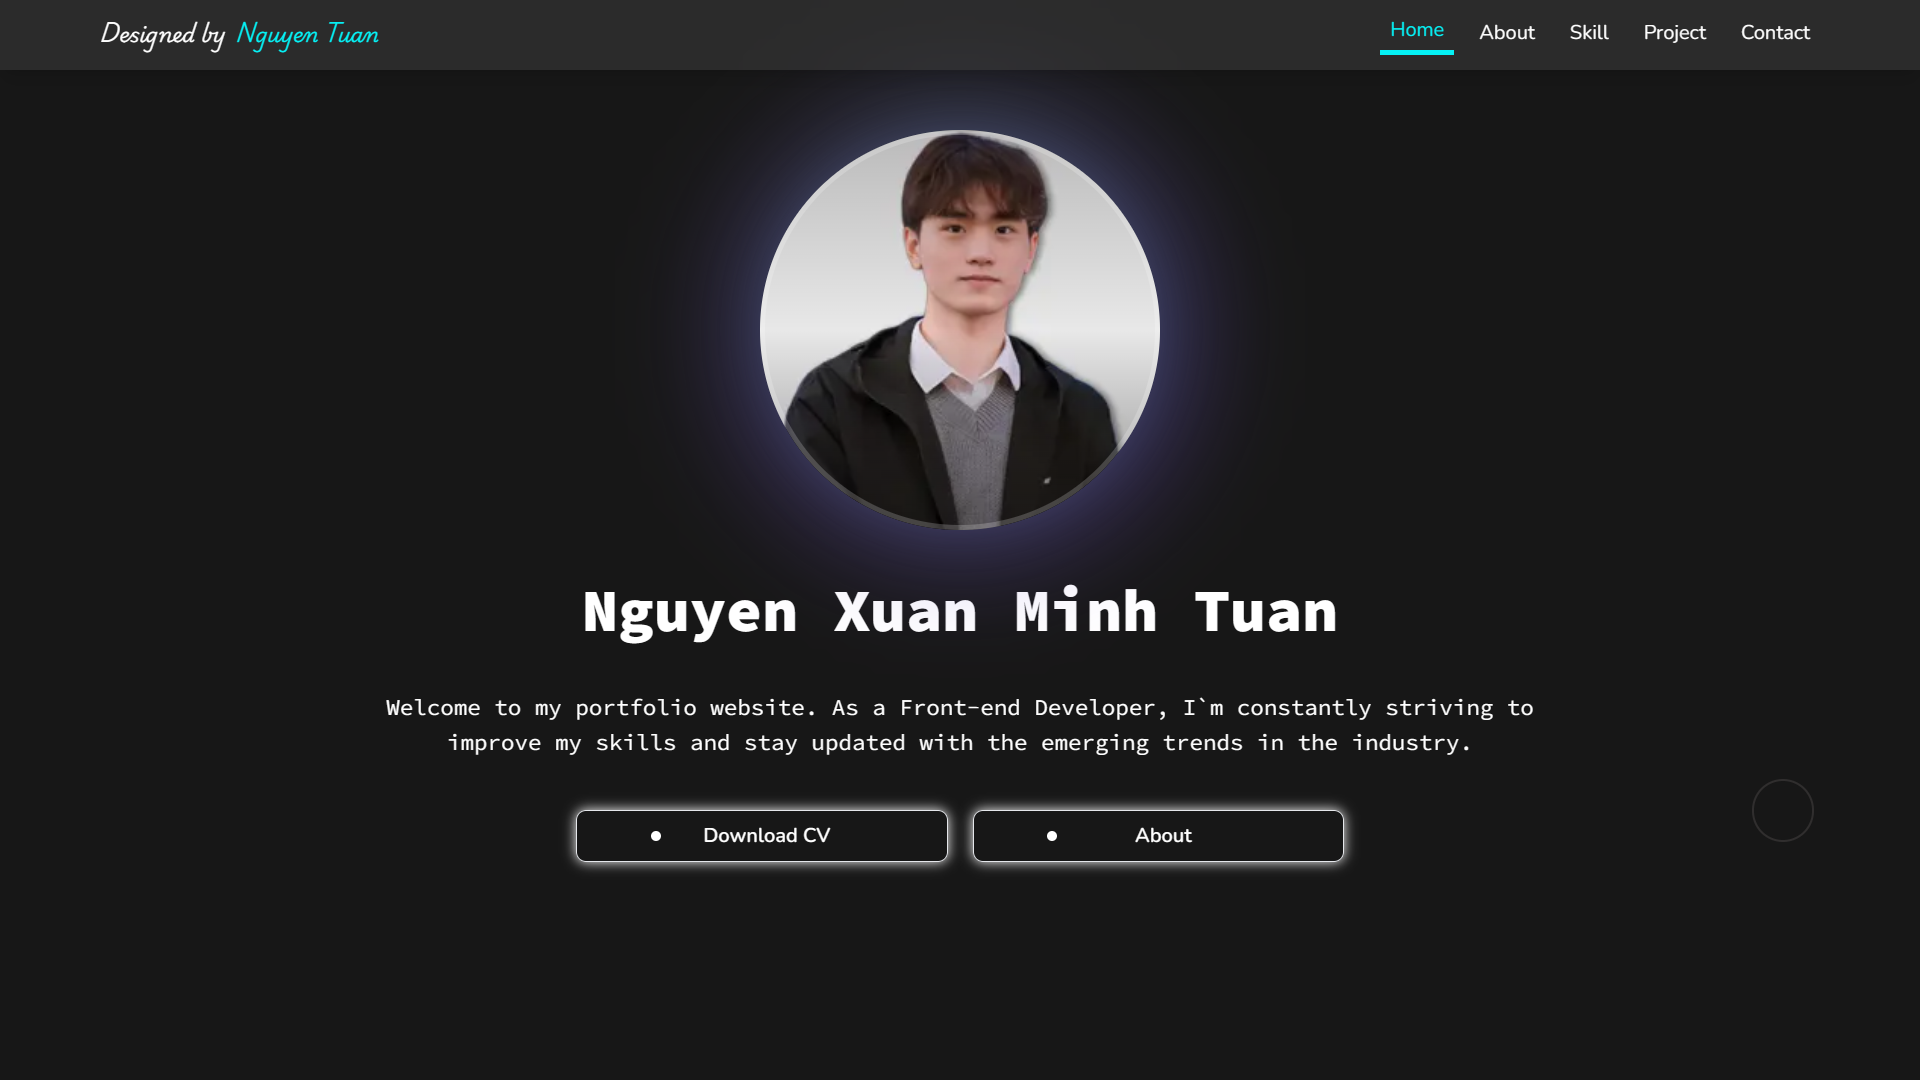 Designed by Nguyen Tuan
Home About Skill Project Contact
Nguyen Xuan Minh Tuan
Welcome to my portfolio website. As a Front-end Developer, I`m constantly striving to
improve my skills and stay updated with the emerging trends in the industry.
Download CV
About